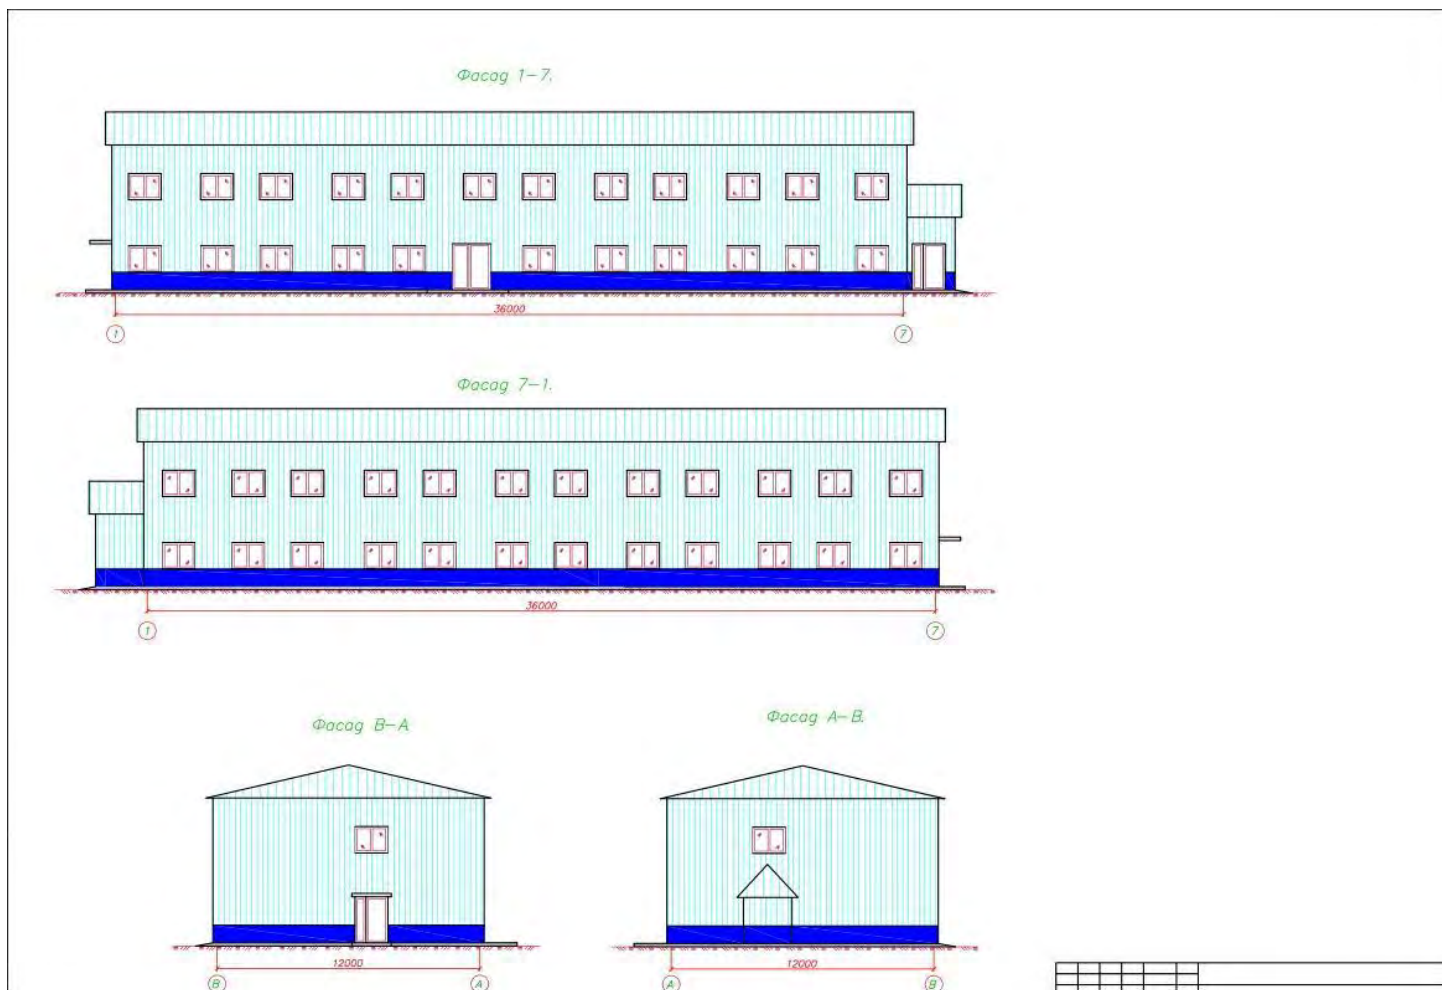 Фасад 1-7.
36000
1
7
Фасад 7-1.
36000
1
7
Фасад В-А
Фасад А-В.
12000
12000
В
А
А
В